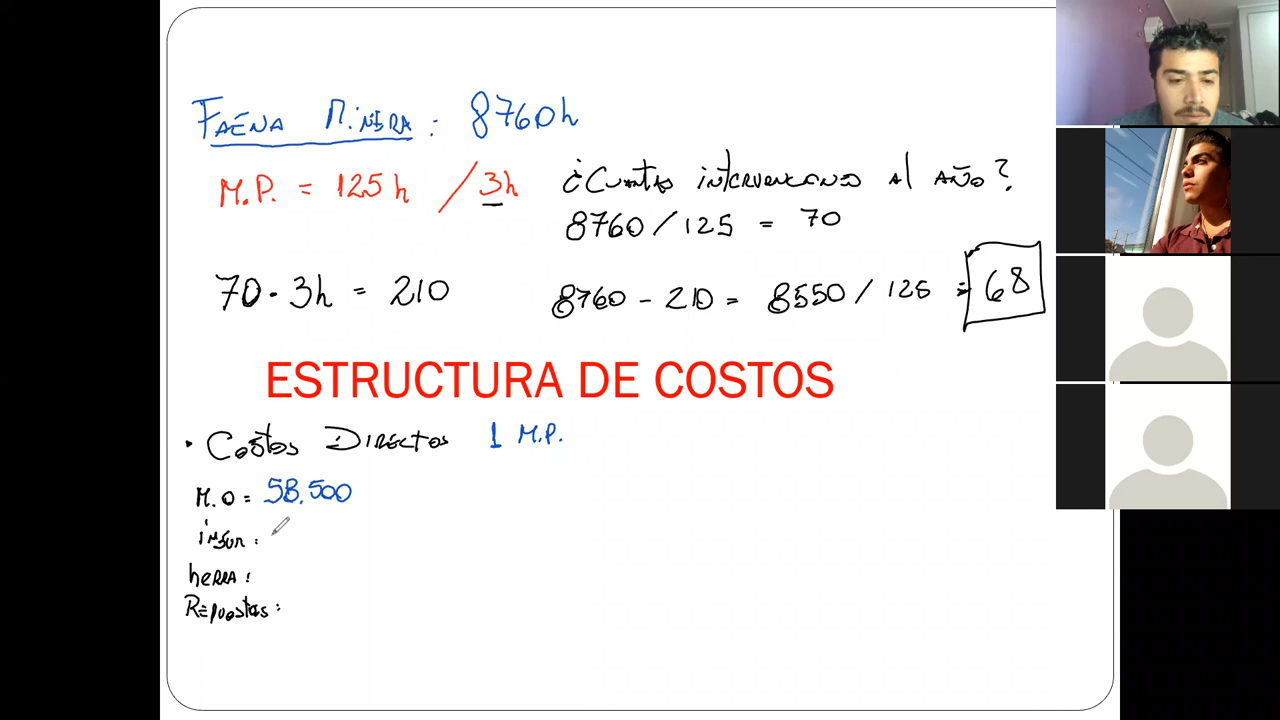 FAENA MINERA : 8760h
M.P. = 125h / 3h
¿Cuantas intervenciones al año?
8760 / 125 = 70
70 · 3h = 210
8760 - 210 = 8550 / 125 = 68
ESTRUCTURA DE COSTOS
• Costos Directos 1 M.P.
M.O = 58.500
insum :
herra :
Repuestos :